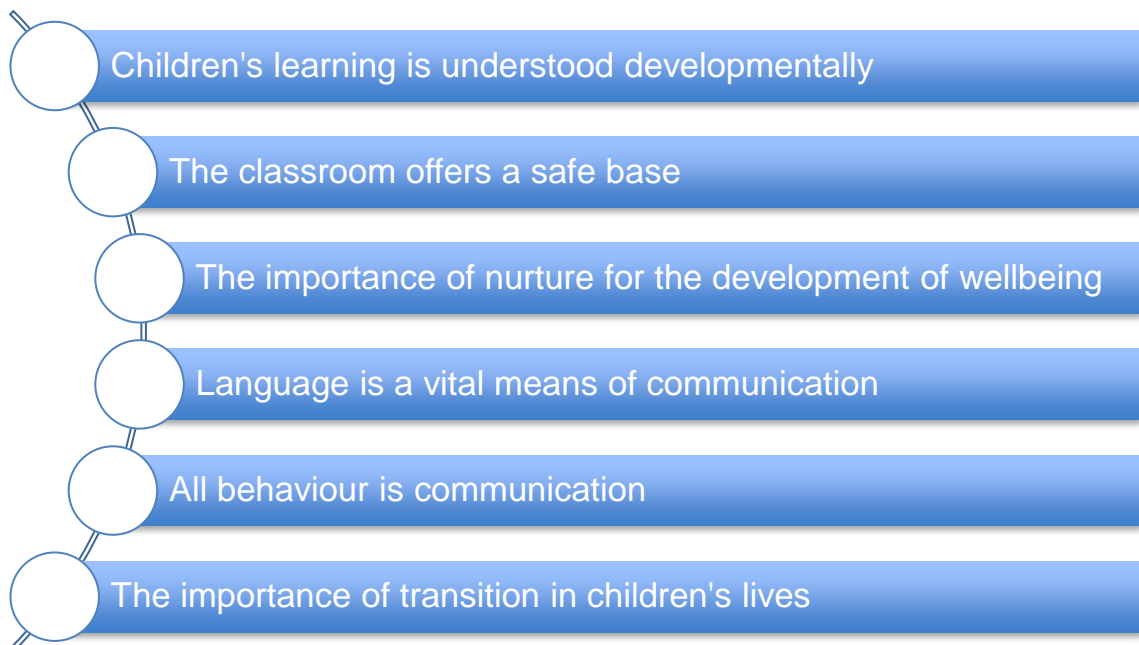 Children's learning is understood developmentally
The classroom offers a safe base
The importance of nurture for the development of wellbeing
Language is a vital means of communication
All behaviour is communication
The importance of transition in children's lives